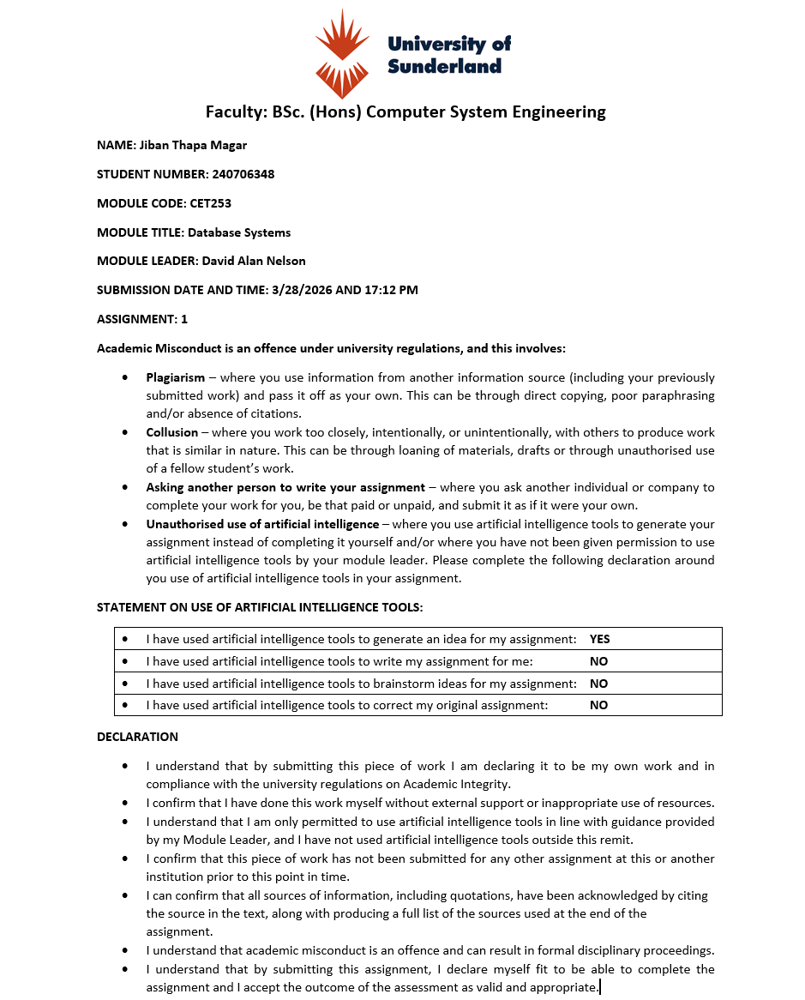 University of
Sunderland
Faculty: BSc. (Hons) Computer System Engineering
NAME: Jiban Thapa Magar
STUDENT NUMBER: 240706348
MODULE CODE: CET253
MODULE TITLE: Database Systems
MODULE LEADER: David Alan Nelson
SUBMISSION DATE AND TIME: 3/28/2026 AND 17:12 PM
ASSIGNMENT: 1
Academic Misconduct is an offence under university regulations, and this involves:
• Plagiarism – where you use information from another information source (including your previously
submitted work) and pass it off as your own. This can be through direct copying, poor paraphrasing
and/or absence of citations.
• Collusion – where you work too closely, intentionally, or unintentionally, with others to produce work
that is similar in nature. This can be through loaning of materials, drafts or through unauthorised use
of a fellow student’s work.
• Asking another person to write your assignment – where you ask another individual or company to
complete your work for you, be that paid or unpaid, and submit it as if it were your own.
• Unauthorised use of artificial intelligence – where you use artificial intelligence tools to generate your
assignment instead of completing it yourself and/or where you have not been given permission to use
artificial intelligence tools by your module leader. Please complete the following declaration around
you use of artificial intelligence tools in your assignment.
STATEMENT ON USE OF ARTIFICIAL INTELLIGENCE TOOLS:
• I have used artificial intelligence tools to generate an idea for my assignment: YES
• I have used artificial intelligence tools to write my assignment for me: NO
• I have used artificial intelligence tools to brainstorm ideas for my assignment: NO
• I have used artificial intelligence tools to correct my original assignment: NO
DECLARATION
• I understand that by submitting this piece of work I am declaring it to be my own work and in
compliance with the university regulations on Academic Integrity.
• I confirm that I have done this work myself without external support or inappropriate use of resources.
• I understand that I am only permitted to use artificial intelligence tools in line with guidance provided
by my Module Leader, and I have not used artificial intelligence tools outside this remit.
• I confirm that this piece of work has not been submitted for any other assignment at this or another
institution prior to this point in time.
• I can confirm that all sources of information, including quotations, have been acknowledged by citing
the source in the text, along with producing a full list of the sources used at the end of the
assignment.
• I understand that academic misconduct is an offence and can result in formal disciplinary proceedings.
• I understand that by submitting this assignment, I declare myself fit to be able to complete the
assignment and I accept the outcome of the assessment as valid and appropriate.